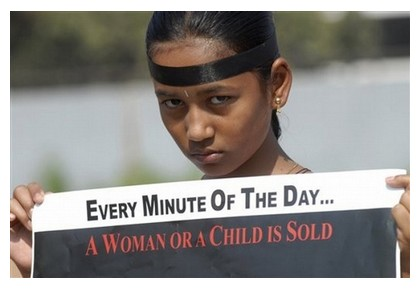 Every Minute Of The Day...
A Woman or a Child is Sold